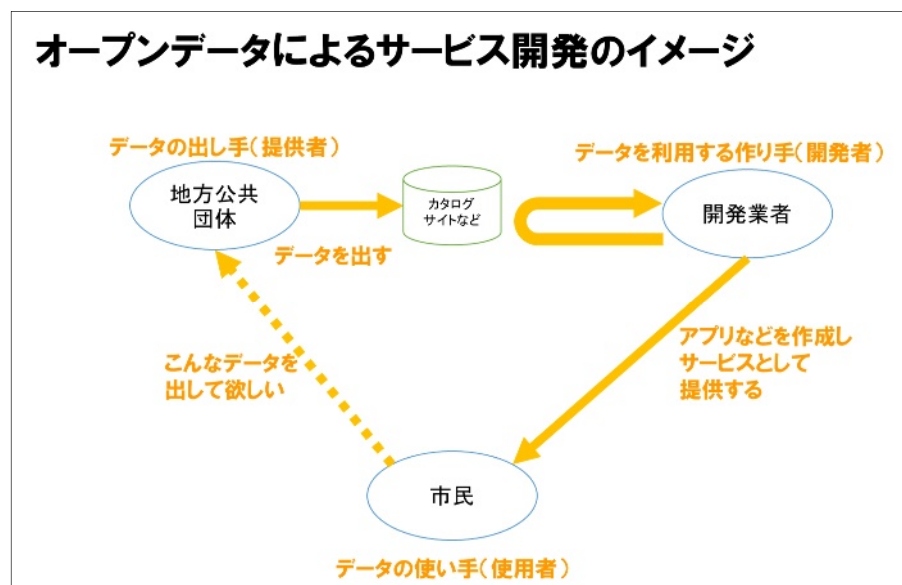 オープンデータによるサービス開発のイメージ
データの出し手(提供者)
データを利用する作り手(開発者)
地方公共
団体
カタログ
サイトなど
開発業者
データを出す
こんなデータを
出して欲しい
アプリなどを作成し
サービスとして
提供する
市民
データの使い手(使用者)